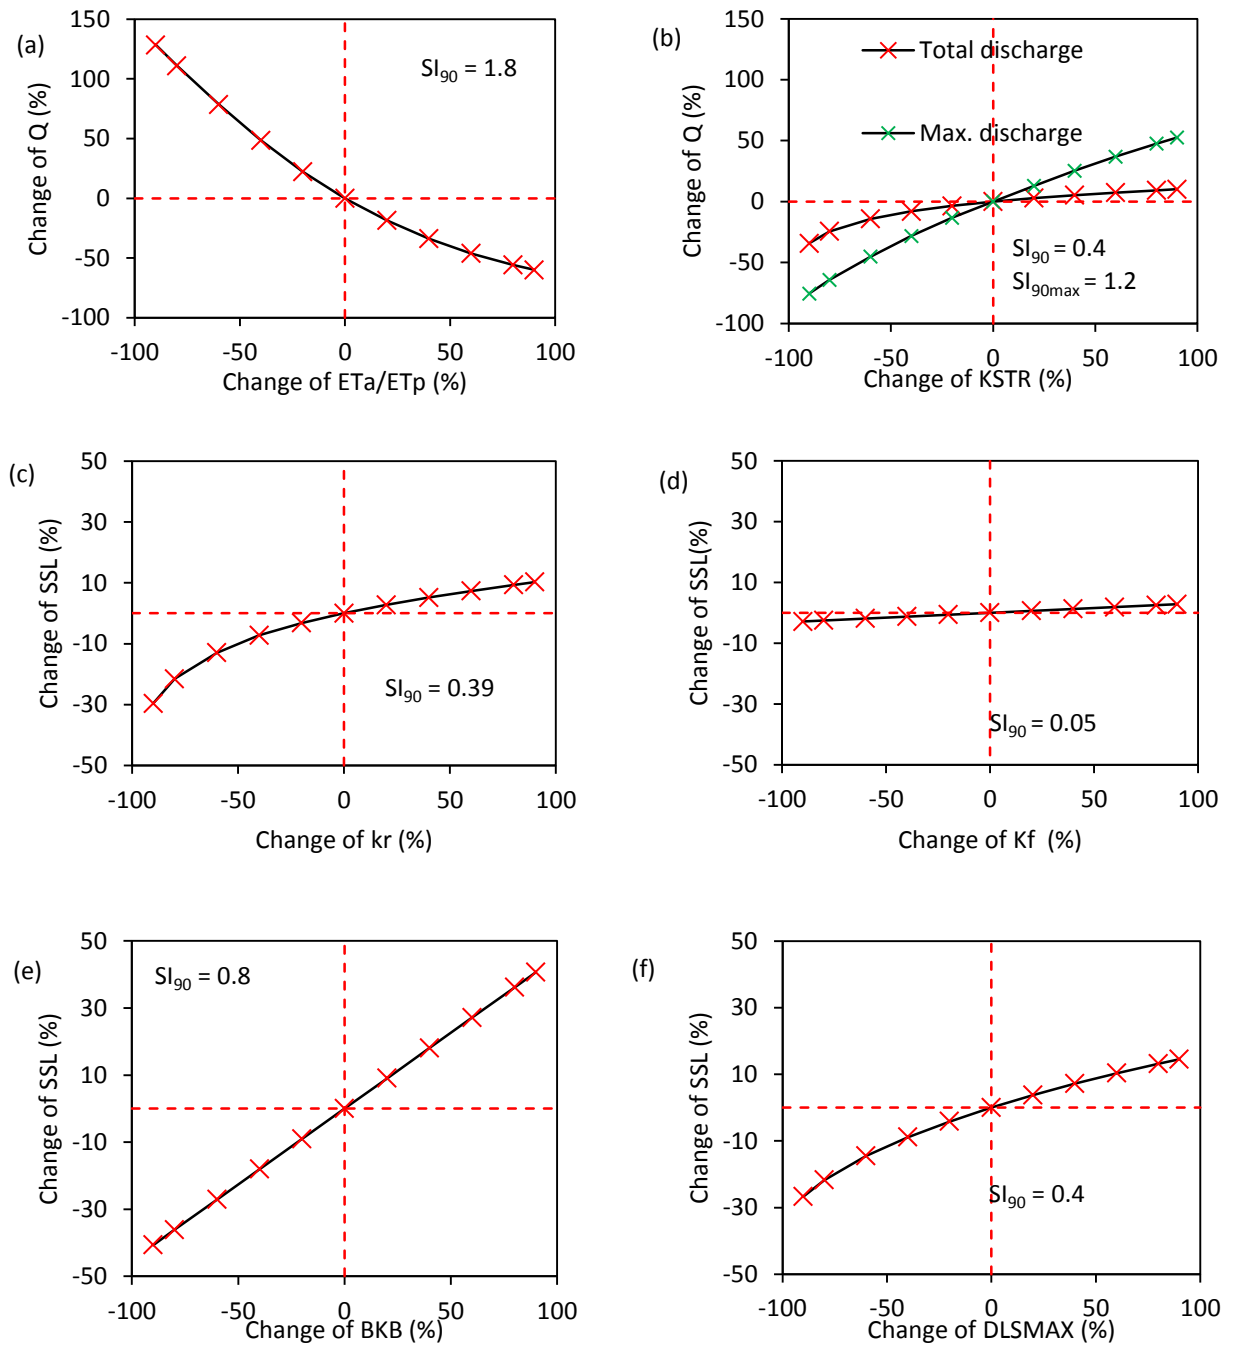 (a)
150
100
50
0
-50
-100
Change of Q (%)
SI90 = 1.8
-100 -50 0 50 100
Change of ETa/ETp (%)
(b)
150
100
50
0
-50
-100
Change of Q (%)
Total discharge
Max. discharge
SI90 = 0.4
SI90max = 1.2
-100 -50 0 50 100
Change of KSTR (%)
(c)
50
30
10
-10
-30
-50
Change of SSL (%)
SI90 = 0.39
-100 -50 0 50 100
Change of kr (%)
(d)
50
30
10
-10
-30
-50
Change of SSL(%)
SI90 = 0.05
-100 -50 0 50 100
Change of Kf (%)
(e)
50
30
10
-10
-30
-50
Change of SSL (%)
SI90 = 0.8
-100 -50 0 50 100
Change of BKB (%)
(f)
50
30
10
-10
-30
-50
Change of SSL (%)
SI90 = 0.4
-100 -50 0 50 100
Change of DLSMAX (%)